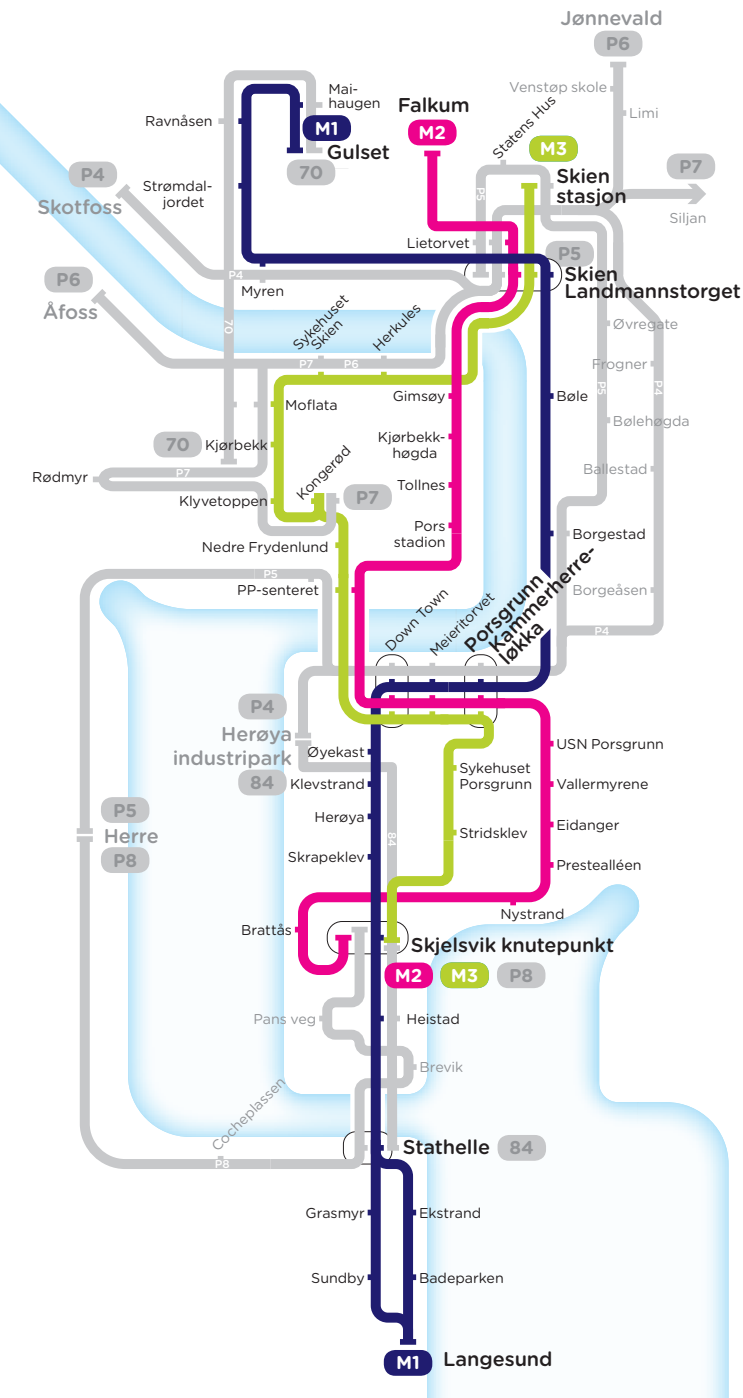 Jønnevald
P6
Venstøp skole
Limi
Mai-
haugen
Ravnåsen
M1
Gulset
70
Falkum
M2
Statens Hus
M3
Skien
stasjon
P7
Siljan
P4
Skotfoss
Strømdal-
jordet
P5
Lietorvet
P5
Skien
Landmannstorget
P6
Åfoss
P4
Myren
70
Sykehuset
Skien
Herkules
Øvregate
P7
P6
Frogner
P5
P4
Moflata
Gimsøy
Bøle
Bølehøgda
70
Kjørbekk
Kjørbekk-
høgda
Rødmyr
P7
Kongerød
Tollnes
Ballestad
P7
Klyvetoppen
Pors
stadion
Borgestad
Nedre Frydenlund
P5
PP-senteret
Borgeåsen
Down Town
Meieritorvet
Porsgrunn
Kammerherre-
løkka
P4
P4
Herøya
industripark
84
Øyekast
USN Porsgrunn
Klevstrand
Sykehuset
Porsgrunn
Vallermyrene
P5
Herre
P8
Herøya
84
Stridsklev
Eidanger
Skrapeklev
Prestealléen
Nystrand
Brattås
Skjelsvik knutepunkt
M2
M3
P8
Pans veg
Heistad
Brevik
Cocheplassen
P8
Stathelle
84
Grasmyr
Ekstrand
Sundby
Badeparken
M1
Langesund